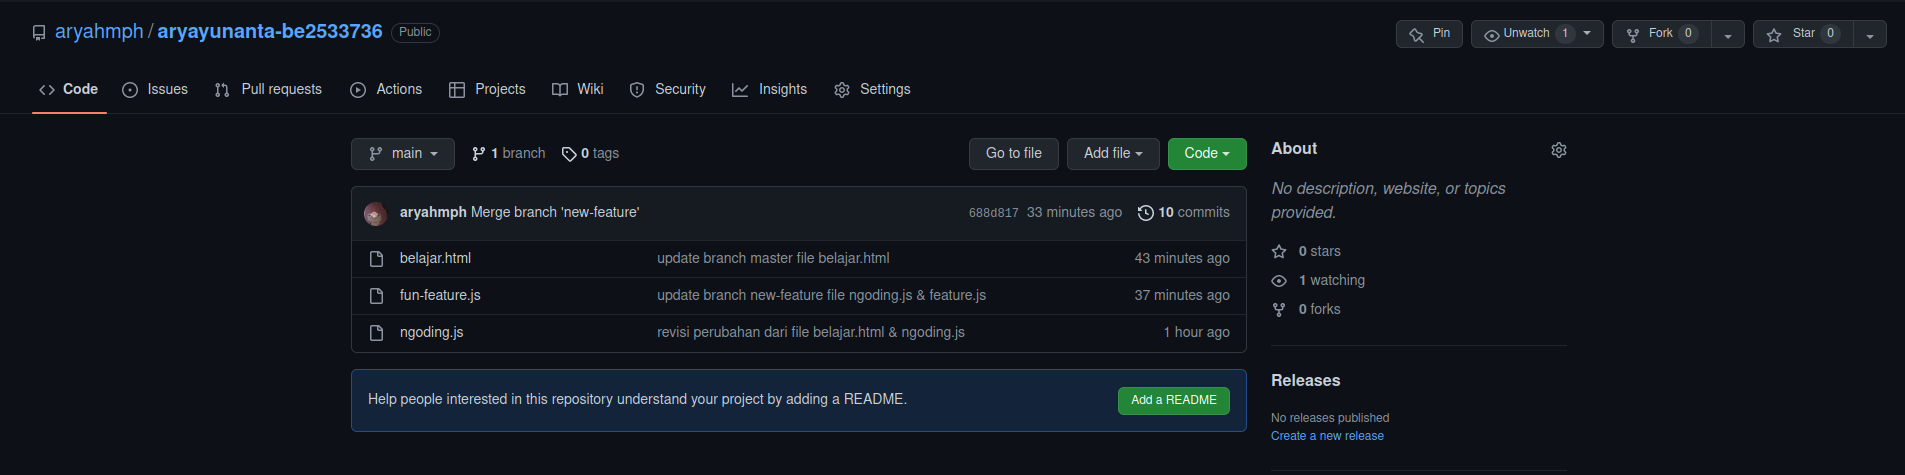 aryahmph / aryayunanta-be2533736 Public
Pin Unwatch 1 Fork 0 Star 0
Code Issues Pull requests Actions Projects Wiki Security Insights Settings
main 1 branch 0 tags Go to file Add file Code
aryahmph Merge branch 'new-feature' 688d817 33 minutes ago 10 commits
belajar.html update branch master file belajar.html 43 minutes ago
fun-feature.js update branch new-feature file ngoding.js & feature.js 37 minutes ago
ngoding.js revisi perubahan dari file belajar.html & ngoding.js 1 hour ago
Help people interested in this repository understand your project by adding a README. Add a README
About
No description, website, or topics
provided.
0 stars
1 watching
0 forks
Releases
No releases published
Create a new release